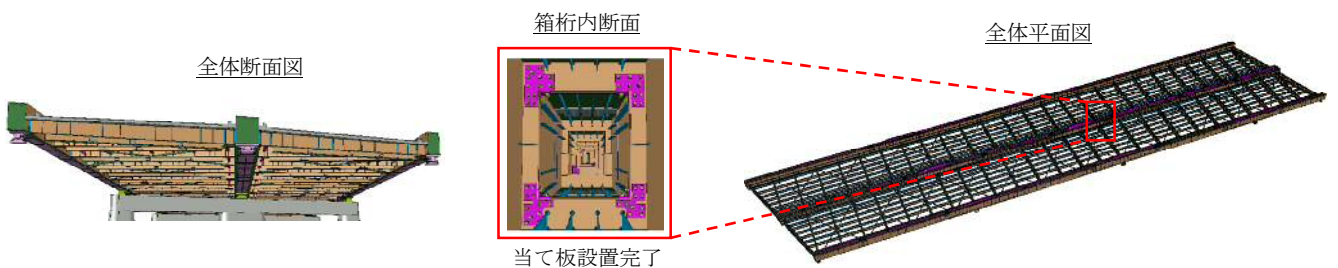 全体断面図
箱桁内断面
全体平面図
当て板設置完了